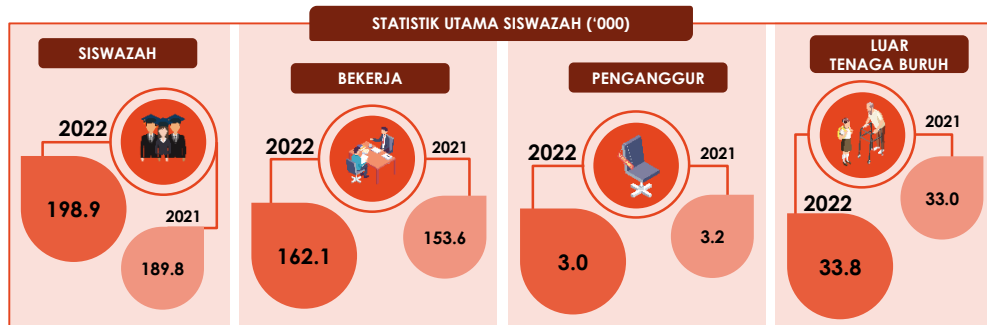 STATISTIK UTAMA SISWAZAH (‘000)
SISWAZAH
2022
198.9
2021
189.8
BEKERJA
2022
162.1
2021
153.6
PENGANGGUR
2022
3.0
2021
3.2
LUAR
TENAGA BURUH
2021
33.0
2022
33.8